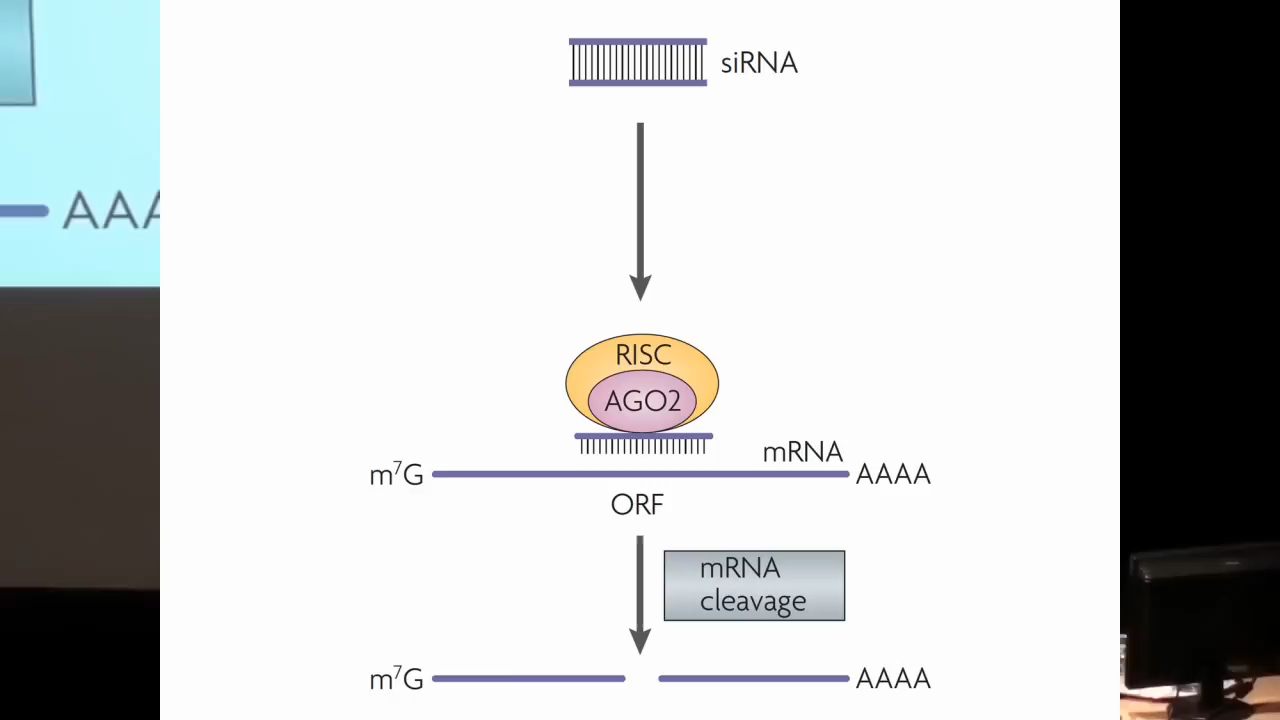 siRNA
RISC
AGO2
mRNA
m⁷G
AAAA
ORF
mRNA
cleavage
m⁷G
AAAA
AAA